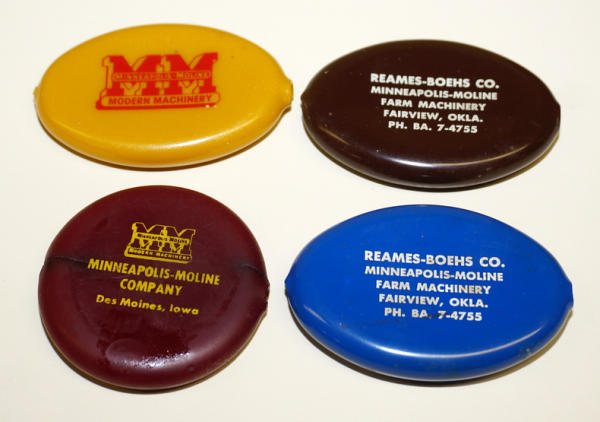 MM
MINNEAPOLIS-MOLINE
MODERN MACHINERY
REAMES-BOEHS CO.
MINNEAPOLIS-MOLINE
FARM MACHINERY
FAIRVIEW, OKLA.
PH. BA. 7-4755
MM
MINNEAPOLIS-MOLINE
MODERN MACHINERY
MINNEAPOLIS-MOLINE
COMPANY
Des Moines, Iowa
REAMES-BOEHS CO.
MINNEAPOLIS-MOLINE
FARM MACHINERY
FAIRVIEW, OKLA.
PH. BA. 7-4755